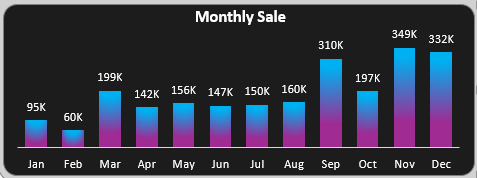 Monthly Sale
95K 60K 199K 142K 156K 147K 150K 160K 310K 197K 349K 332K
Jan Feb Mar Apr May Jun Jul Aug Sep Oct Nov Dec